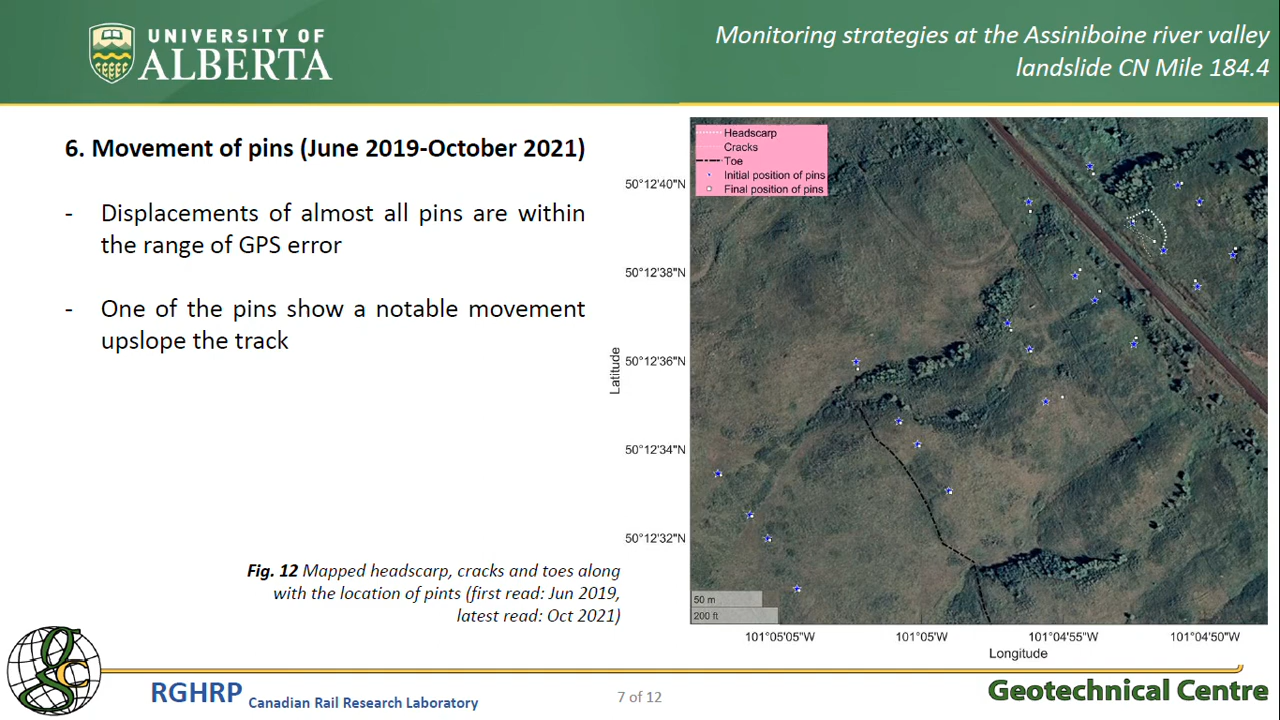 UNIVERSITY OF
ALBERTA
Monitoring strategies at the Assiniboine river valley
landslide CN Mile 184.4
6. Movement of pins (June 2019-October 2021)
- Displacements of almost all pins are within
the range of GPS error
- One of the pins show a notable movement
upslope the track
Fig. 12 Mapped headscarp, cracks and toes along
with the location of pints (first read: Jun 2019,
latest read: Oct 2021)
Headscarp
Cracks
Toe
Initial position of pins
Final position of pins
Latitude
50°12'40"N
50°12'38"N
50°12'36"N
50°12'34"N
50°12'32"N
50 m
200 ft
101°05'05"W
101°05'W
101°04'55"W
101°04'50"W
Longitude
gc
RGHRP Canadian Rail Research Laboratory
7 of 12
Geotechnical Centre